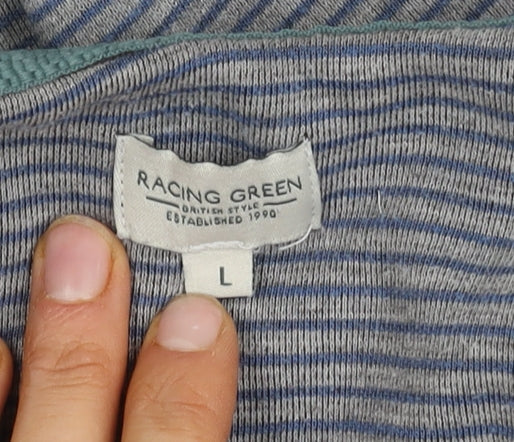 RACING GREEN
BRITISH STYLE
ESTABLISHED 1990
L